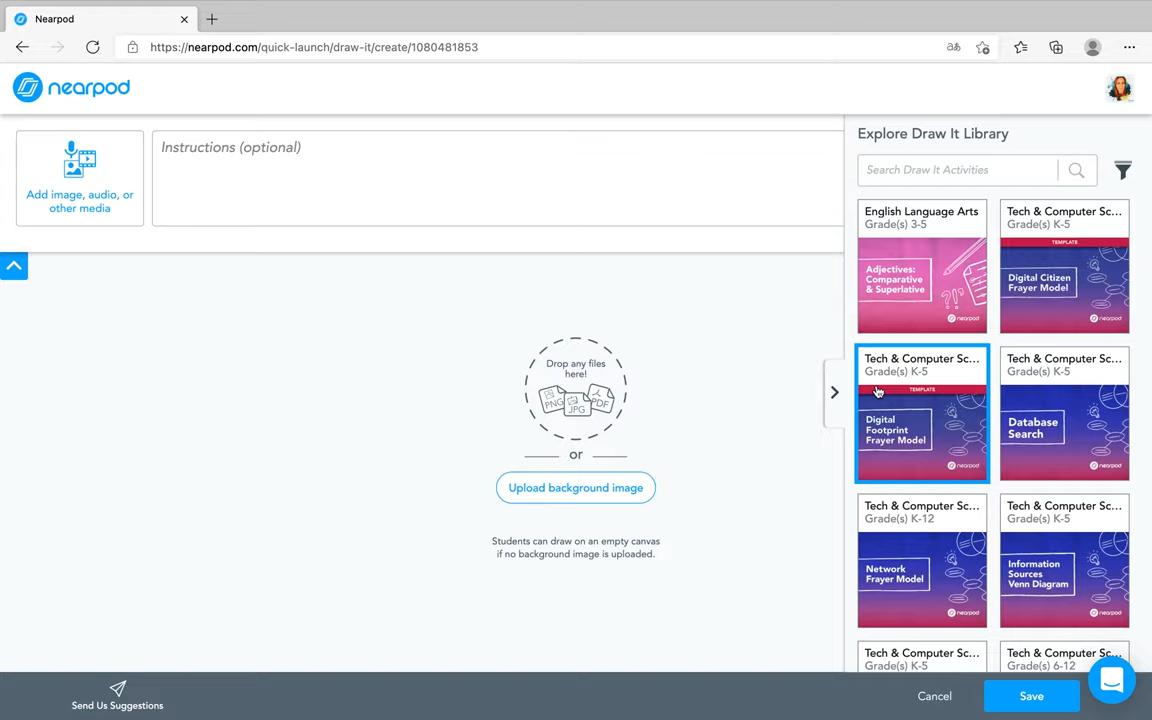 Nearpod
https://nearpod.com/quick-launch/draw-it/create/1080481853
nearpod
Add image, audio, or
other media
Instructions (optional)
Drop any files
here!
PNG
JPG
PDF
or
Upload background image
Students can draw on an empty canvas
if no background image is uploaded.
Explore Draw It Library
Search Draw It Activities
English Language Arts
Grade(s) 3-5
Adjectives:
Comparative
& Superlative
nearpod
Tech & Computer Sc...
Grade(s) K-5
TEMPLATE
Digital Citizen
Frayer Model
nearpod
Tech & Computer Sc...
Grade(s) K-5
TEMPLATE
Digital
Footprint
Frayer Model
nearpod
Tech & Computer Sc...
Grade(s) K-5
Database
Search
nearpod
Tech & Computer Sc...
Grade(s) K-12
Network
Frayer Model
nearpod
Tech & Computer Sc...
Grade(s) K-5
Information
Sources
Venn Diagram
nearpod
Tech & Computer Sc...
Grade(s) K-5
Tech & Computer Sc...
Grade(s) 6-12
Send Us Suggestions
Cancel
Save